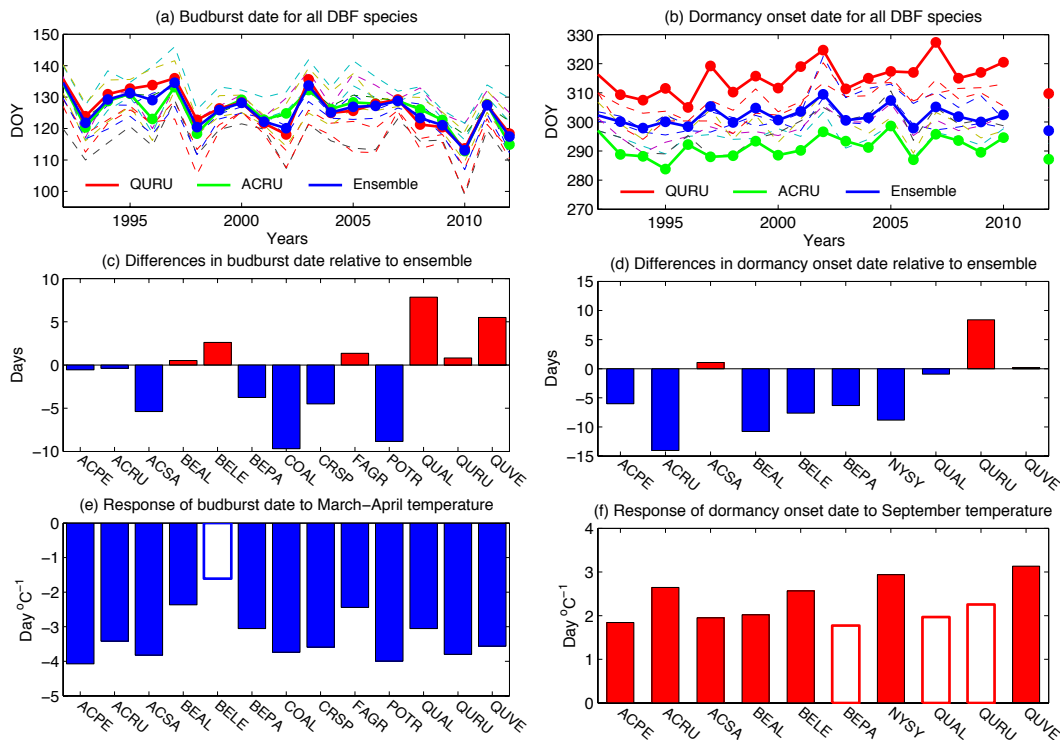 (a) Budburst date for all DBF species
150
140
130
120
110
100
DOY
QURU
ACRU
Ensemble
1995
2000
2005
2010
Years
(b) Dormancy onset date for all DBF species
330
320
310
300
290
280
270
DOY
QURU
ACRU
Ensemble
1995
2000
2005
2010
Years
(c) Differences in budburst date relative to ensemble
10
5
0
−5
−10
Days
ACPE
ACRU
ACSA
BEAL
BELE
BEPA
COAL
CRSP
FAGR
POTR
QUAL
QURU
QUVE
(d) Differences in dormancy onset date relative to ensemble
15
10
5
0
−5
−10
−15
Days
ACPE
ACRU
ACSA
BEAL
BELE
BEPA
NYSY
QUAL
QURU
QUVE
(e) Response of budburst date to March−April temperature
0
−1
−2
−3
−4
−5
Day °C⁻¹
ACPE
ACRU
ACSA
BEAL
BELE
BEPA
COAL
CRSP
FAGR
POTR
QUAL
QURU
QUVE
(f) Response of dormancy onset date to September temperature
4
3
2
1
0
Day °C⁻¹
ACPE
ACRU
ACSA
BEAL
BELE
BEPA
NYSY
QUAL
QURU
QUVE